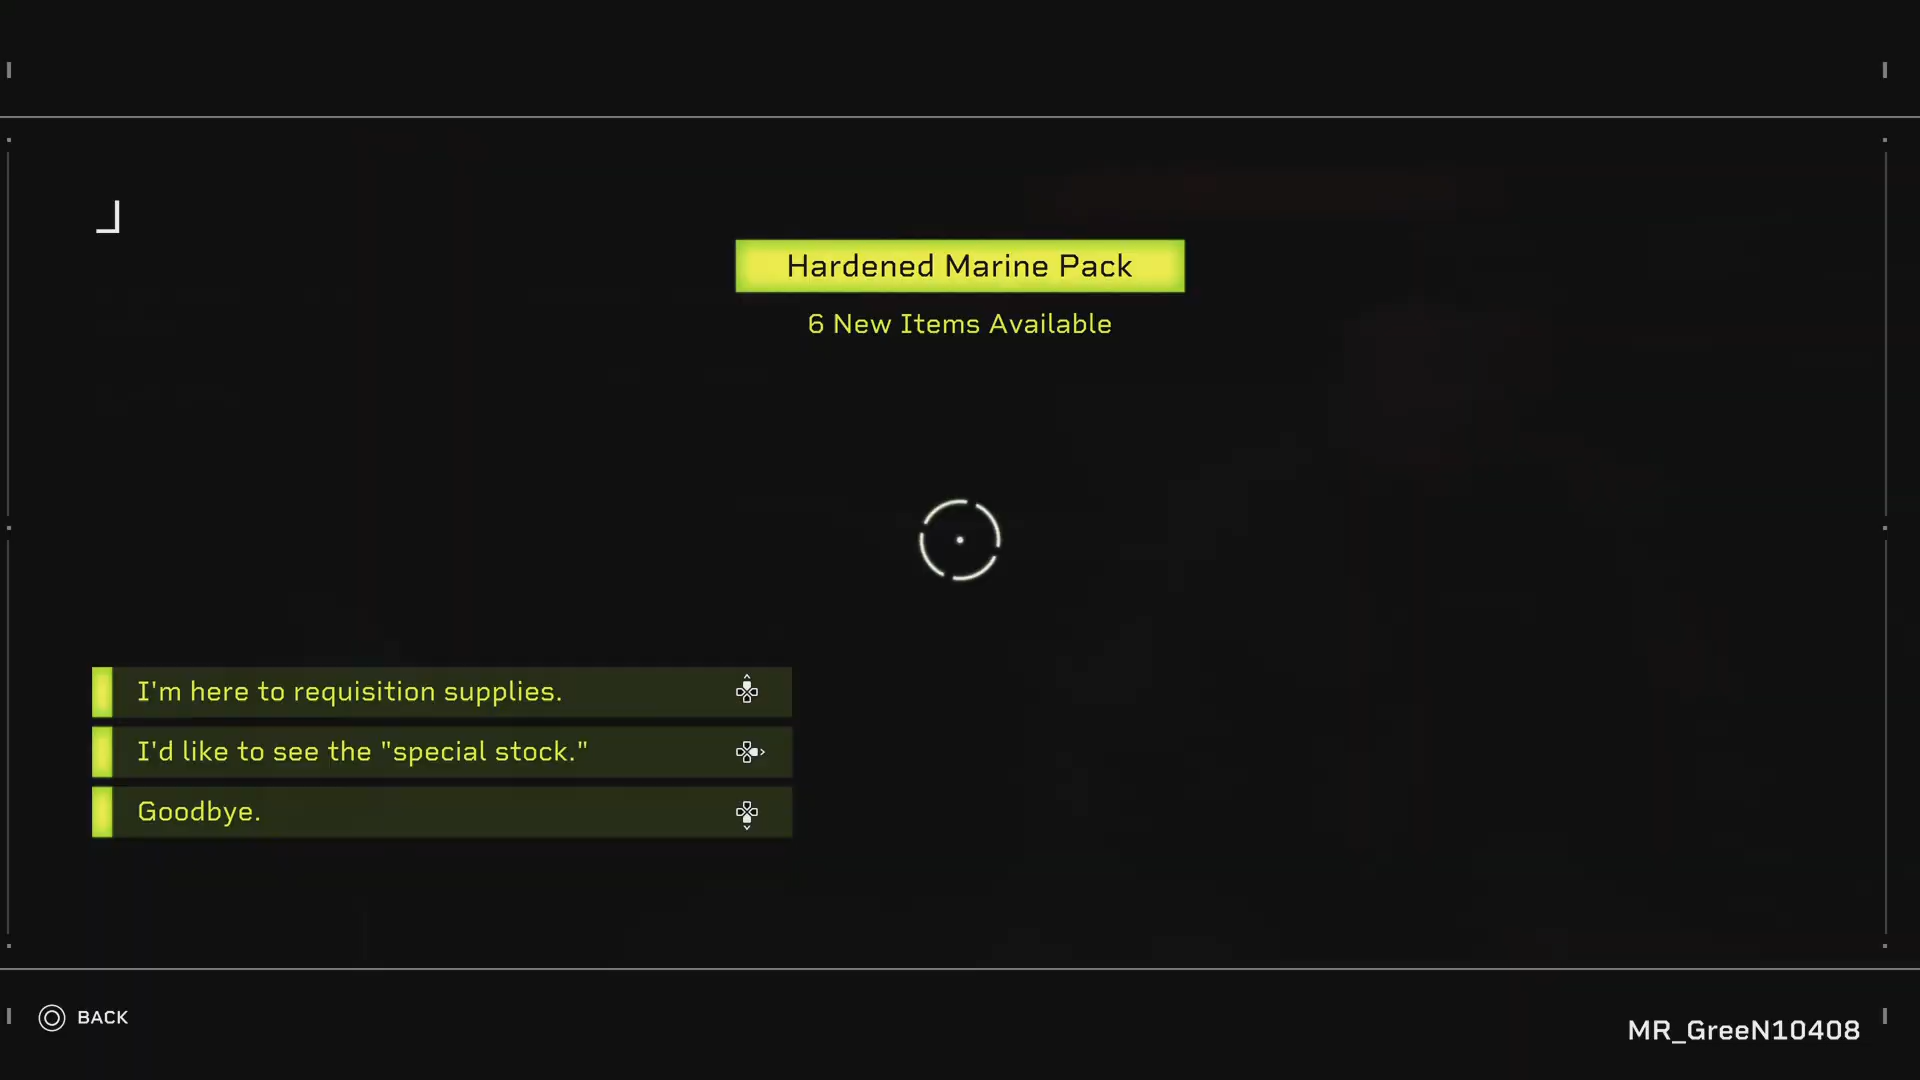 Hardened Marine Pack
6 New Items Available
I'm here to requisition supplies.
I'd like to see the "special stock."
Goodbye.
BACK
MR_GreeN10408